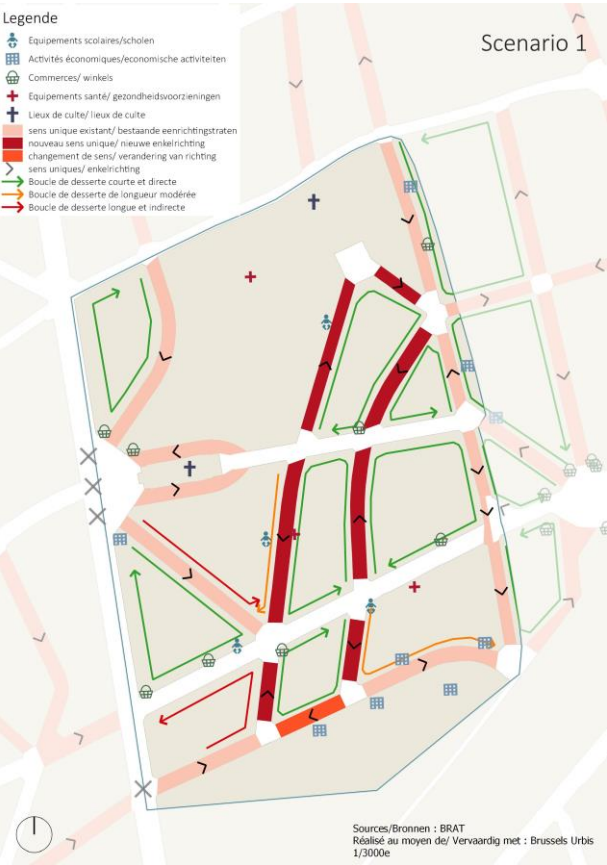 Legende
Equipements scolaires/scholen
Activités économiques/economische activiteiten
Commerces/ winkels
Equipements santé/ gezondheidsvoorzieningen
Lieux de culte/ lieux de culte
sens unique existant/ bestaande eenrichtingstraten
nouveau sens unique/ nieuwe enkelrichting
changement de sens/ verandering van richting
sens uniques/ enkelrichting
Boucle de desserte courte et directe
Boucle de desserte de longueur modérée
Boucle de desserte longue et indirecte
Scenario 1
Sources/Bronnen : BRAT
Réalisé au moyen de/ Vervaardig met : Brussels Urbis
1/3000e